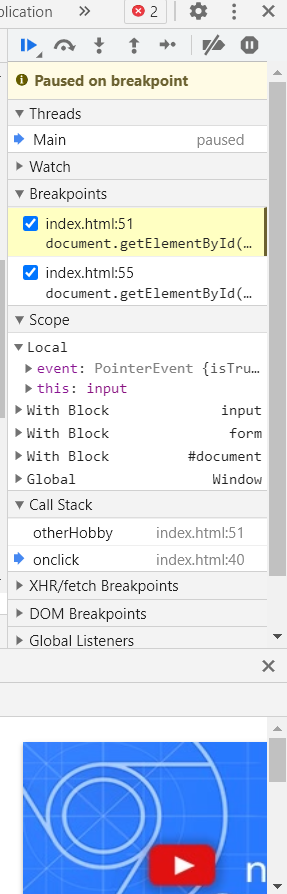 plication » 2
Paused on breakpoint
Threads
Main paused
Watch
Breakpoints
index.html:51
document.getElementById(…
index.html:55
document.getElementById(…
Scope
Local
event: PointerEvent {isTru…
this: input
With Block input
With Block form
With Block #document
Global Window
Call Stack
otherHobby index.html:51
onclick index.html:40
XHR/fetch Breakpoints
DOM Breakpoints
Global Listeners
n